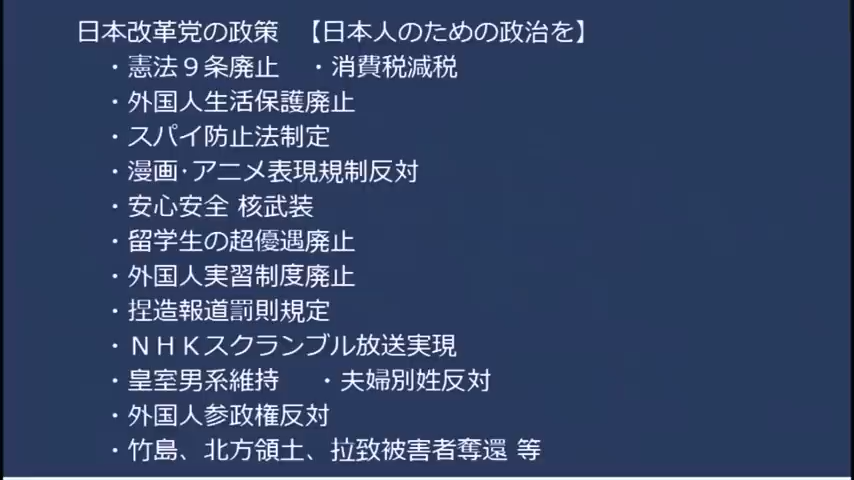 日本改革党の政策 【日本人のための政治を】
・憲法９条廃止 ・消費税減税
・外国人生活保護廃止
・スパイ防止法制定
・漫画･アニメ表現規制反対
・安心安全 核武装
・留学生の超優遇廃止
・外国人実習制度廃止
・捏造報道罰則規定
・ＮＨＫスクランブル放送実現
・皇室男系維持 ・夫婦別姓反対
・外国人参政権反対
・竹島、北方領土、拉致被害者奪還 等